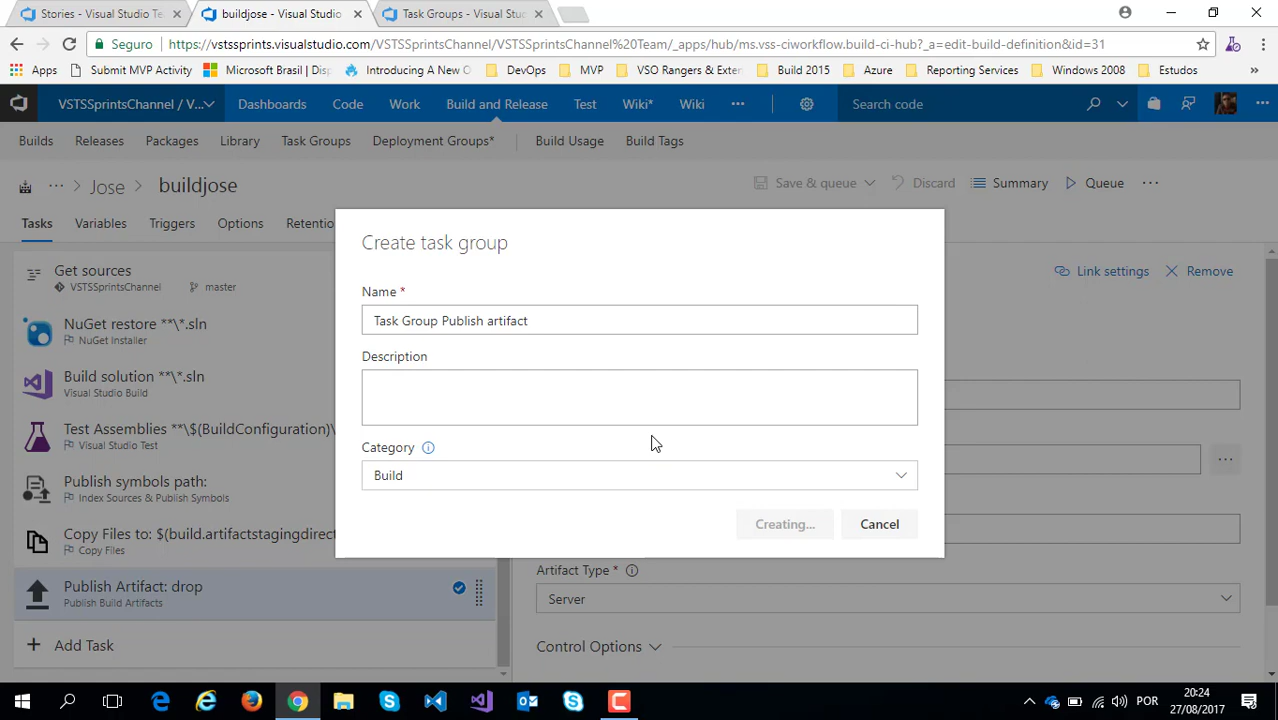 Stories - Visual Studio Te
buildjose - Visual Studio
Task Groups - Visual Stu
Seguro
https://vstssprints.visualstudio.com/VSTSSprintsChannel/VSTSSprintsChannel%20Team/_apps/hub/ms.vss-ciworkflow.build-ci-hub?_a=edit-build-definition&id=31
Apps
Submit MVP Activity
Microsoft Brasil | Disp
Introducing A New O
DevOps
MVP
VSO Rangers & Exter
Build 2015
Azure
Reporting Services
Windows 2008
Estudos
»
VSTSSprintsChannel / V...
Dashboards
Code
Work
Build and Release
Test
Wiki*
Wiki
Search code
Builds
Releases
Packages
Library
Task Groups
Deployment Groups*
Build Usage
Build Tags
... > Jose > buildjose
Save & queue
Discard
Summary
Queue
Tasks
Variables
Triggers
Options
Retentio
Get sources
VSTSSprintsChannel
master
Link settings
Remove
NuGet restore **\*.sln
NuGet Installer
Build solution **\*.sln
Visual Studio Build
Test Assemblies **\$(BuildConfiguration)\
Visual Studio Test
Publish symbols path:
Index Sources & Publish Symbols
Copy Files to: $(build.artifactstagingdirect
Copy Files
Publish Artifact: drop
Publish Build Artifacts
Add Task
Create task group
Name *
Task Group Publish artifact
Description
Category
Build
Creating...
Cancel
Artifact Type *
Server
Control Options
POR
20:24
27/08/2017